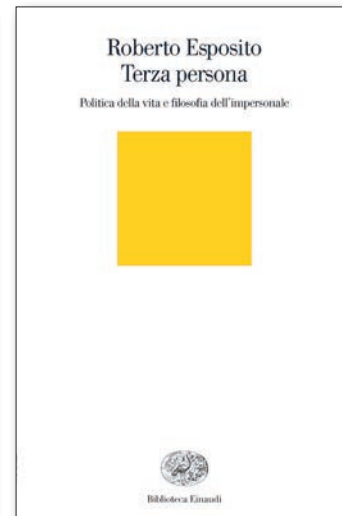 Roberto Esposito
Terza persona
Politica della vita e filosofia dell'impersonale
Biblioteca Einaudi